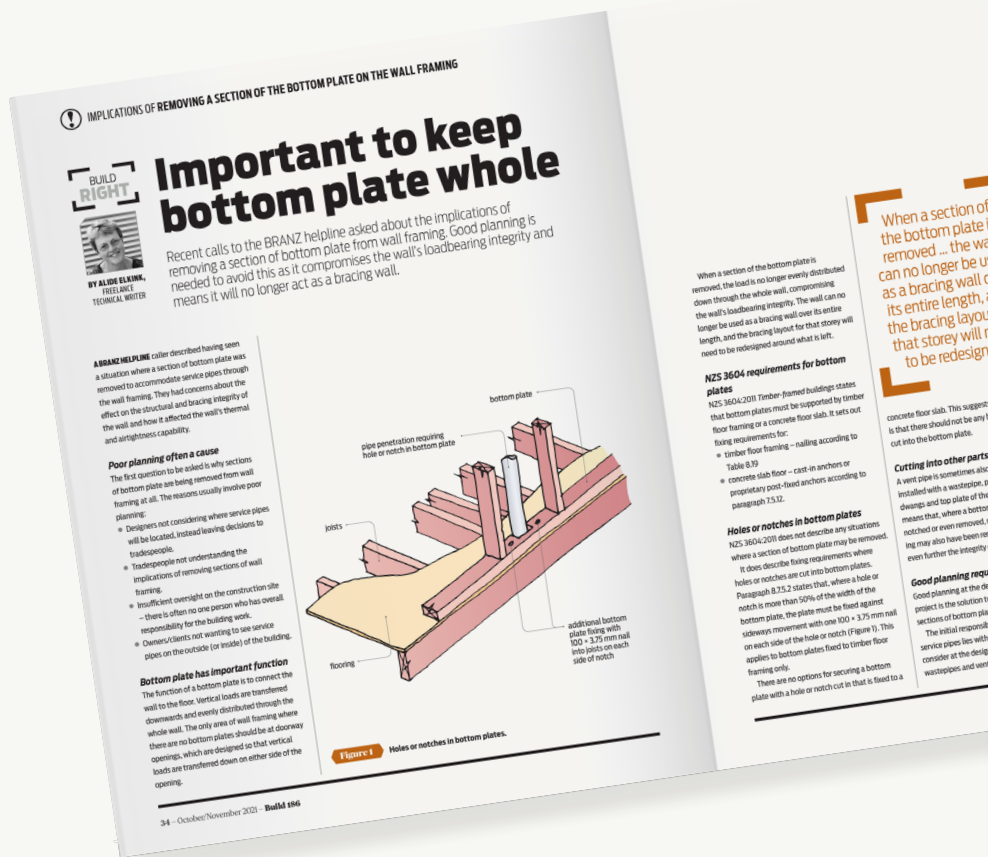 IMPLICATIONS OF REMOVING A SECTION OF THE BOTTOM PLATE ON THE WALL FRAMING
BUILD
RIGHT
BY ALIDE ELKINK,
FREELANCE
TECHNICAL WRITER
Important to keep
bottom plate whole
Recent calls to the BRANZ helpline asked about the implications of
removing a section of bottom plate from wall framing. Good planning is
needed to avoid this as it compromises the wall's loadbearing integrity and
means it will no longer act as a bracing wall.
A BRANZ HELPLINE caller described having seen
a situation where a section of bottom plate was
removed to accommodate service pipes through
the wall framing. They had concerns about the
effect on the structural and bracing integrity of
the wall and how it affected the wall's thermal
and airtightness capability.
Poor planning often a cause
The first question to be asked is why sections
of bottom plate are being removed from wall
framing at all. The reasons usually involve poor
planning:
● Designers not considering where service pipes
will be located, instead leaving decisions to
tradespeople.
● Tradespeople not understanding the
implications of removing sections of wall
framing.
● Insufficient oversight on the construction site
– there is often no one person who has overall
responsibility for the building work.
● Owners/clients not wanting to see service
pipes on the outside (or inside) of the building.
Bottom plate has important function
The function of a bottom plate is to connect the
wall to the floor. Vertical loads are transferred
downwards and evenly distributed through the
whole wall. The only area of wall framing where
there are no bottom plates should be at doorway
openings, which are designed so that vertical
loads are transferred down on either side of the
opening.
bottom plate
pipe penetration requiring
hole or notch in bottom plate
joists
flooring
additional bottom
plate fixing with
100 × 3.75 mm nail
into joists on each
side of notch
Figure 1 Holes or notches in bottom plates.
34 – October/November 2021 – Build 186
When a section of the bottom plate is
removed, the load is no longer evenly distributed
down through the whole wall, compromising
the wall's loadbearing integrity. The wall can no
longer be used as a bracing wall over its entire
length, and the bracing layout for that storey will
need to be redesigned around what is left.
NZS 3604 requirements for bottom
plates
NZS 3604:2011 Timber-framed buildings states
that bottom plates must be supported by timber
floor framing or a concrete floor slab. It sets out
fixing requirements for:
● timber floor framing – nailing according to
Table 8.19
● concrete slab floor – cast-in anchors or
proprietary post-fixed anchors according to
paragraph 7.5.12.
Holes or notches in bottom plates
NZS 3604:2011 does not describe any situations
where a section of bottom plate may be removed.
It does describe fixing requirements where
holes or notches are cut into bottom plates.
Paragraph 8.7.5.2 states that, where a hole or
notch is more than 50% of the width of the
bottom plate, the plate must be fixed against
sideways movement with one 100 × 3.75 mm nail
on each side of the hole or notch (Figure 1). This
applies to bottom plates fixed to timber floor
framing only.
There are no options for securing a bottom
plate with a hole or notch cut in that is fixed to a
When a section of
the bottom plate i
removed ... the wa
can no longer be u
as a bracing wall o
its entire length, a
the bracing layou
that storey will n
to be redesign
concrete floor slab. This suggest
is that there should not be any
cut into the bottom plate.
Cutting into other parts
A vent pipe is sometimes also
installed with a wastepipe, p
dwangs and top plate of the
means that, where a bottom
notched or even removed,
ing may also have been re
even further the integrity
Good planning requ
Good planning at the de
project is the solution t
sections of bottom pla
The initial responsib
service pipes lies with
consider at the desig
wastepipes and vent